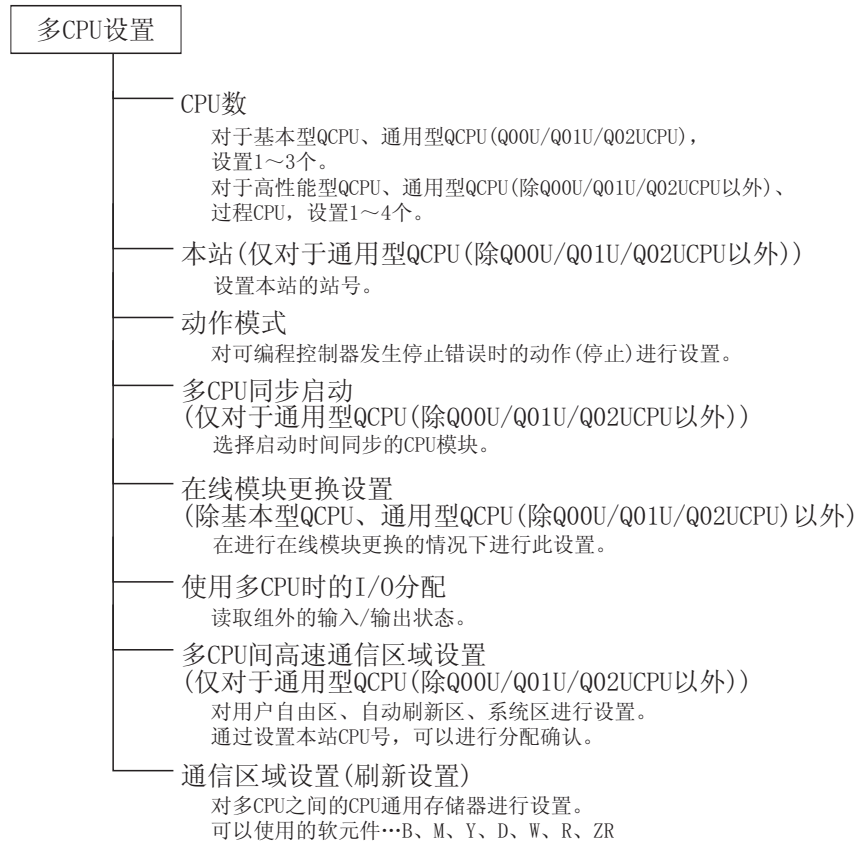 多CPU设置
CPU数
对于基本型QCPU、通用型QCPU(Q00U/Q01U/Q02UCPU),
设置1～3个。
对于高性能型QCPU、通用型QCPU(除Q00U/Q01U/Q02UCPU以外)、
过程CPU，设置1～4个。
本站(仅对于通用型QCPU(除Q00U/Q01U/Q02UCPU以外))
设置本站的站号。
动作模式
对可编程控制器发生停止错误时的动作(停止)进行设置。
多CPU同步启动
(仅对于通用型QCPU(除Q00U/Q01U/Q02UCPU以外))
选择启动时间同步的CPU模块。
在线模块更换设置
(除基本型QCPU、通用型QCPU(除Q00U/Q01U/Q02UCPU)以外)
在进行在线模块更换的情况下进行此设置。
使用多CPU时的I/O分配
读取组外的输入/输出状态。
多CPU间高速通信区域设置
(仅对于通用型QCPU(除Q00U/Q01U/Q02UCPU以外))
对用户自由区、自动刷新区、系统区进行设置。
通过设置本站CPU号，可以进行分配确认。
通信区域设置(刷新设置)
对多CPU之间的CPU通用存储器进行设置。
可以使用的软元件…B、M、Y、D、W、R、ZR